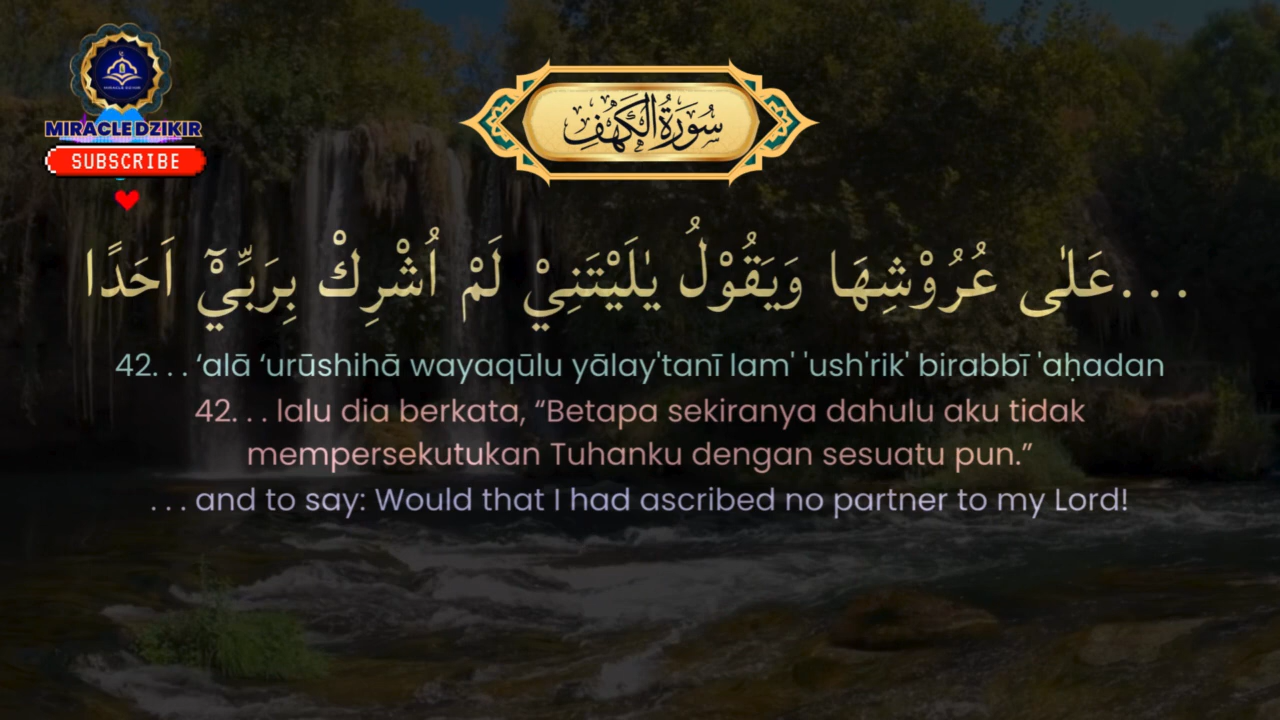 MIRACLE DZIKIR
SUBSCRIBE
سُوْرَةُ الْكَهْفِ
...عَلٰى عُرُوْشِهَا وَيَقُوْلُ يٰلَيْتَنِيْ لَمْ اُشْرِكْ بِرَبِّيْٓ اَحَدًا
42. . . ‘alā ‘urūshihā wayaqūlu yālay'tanī lam' 'ush'rik' birabbī 'aḥadan
42. . . lalu dia berkata, “Betapa sekiranya dahulu aku tidak
mempersekutukan Tuhanku dengan sesuatu pun.”
. . . and to say: Would that I had ascribed no partner to my Lord!